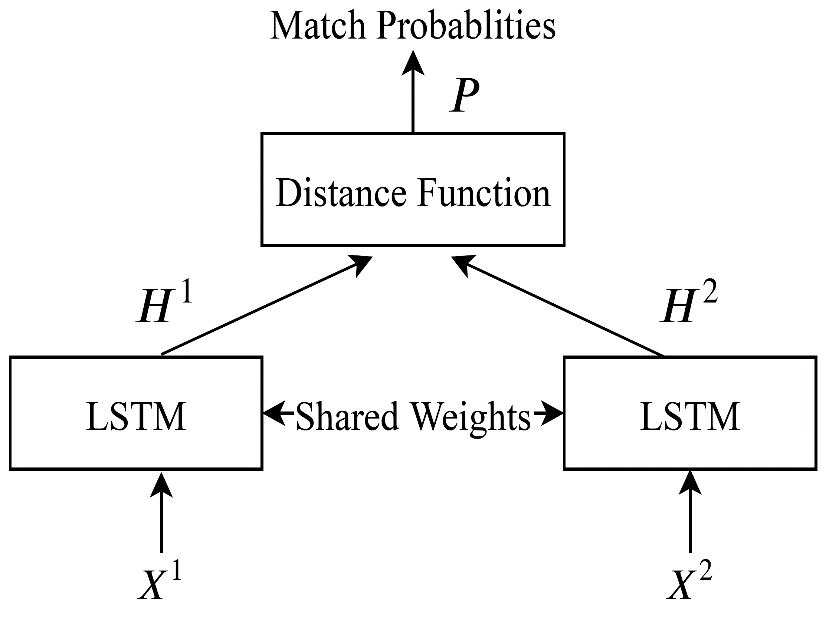 Match Probablities
P
Distance Function
H¹ H²
LSTM Shared Weights LSTM
X¹ X²